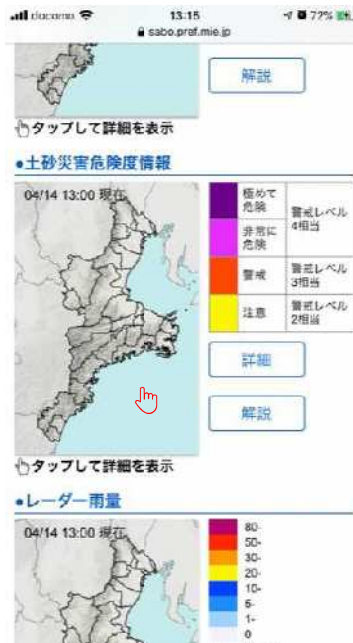 docomo 13:15 72%
sabo.pref.mie.jp
解説
タップして詳細を表示
●土砂災害危険度情報
04/14 13:00 現在
極めて
危険
非常に
危険
警戒レベル
4相当
警戒
警戒レベル
3相当
注意
警戒レベル
2相当
詳細
解説
タップして詳細を表示
●レーダー雨量
04/14 13:00 現在
80-
50-
30-
20-
10-
5-
1-
0